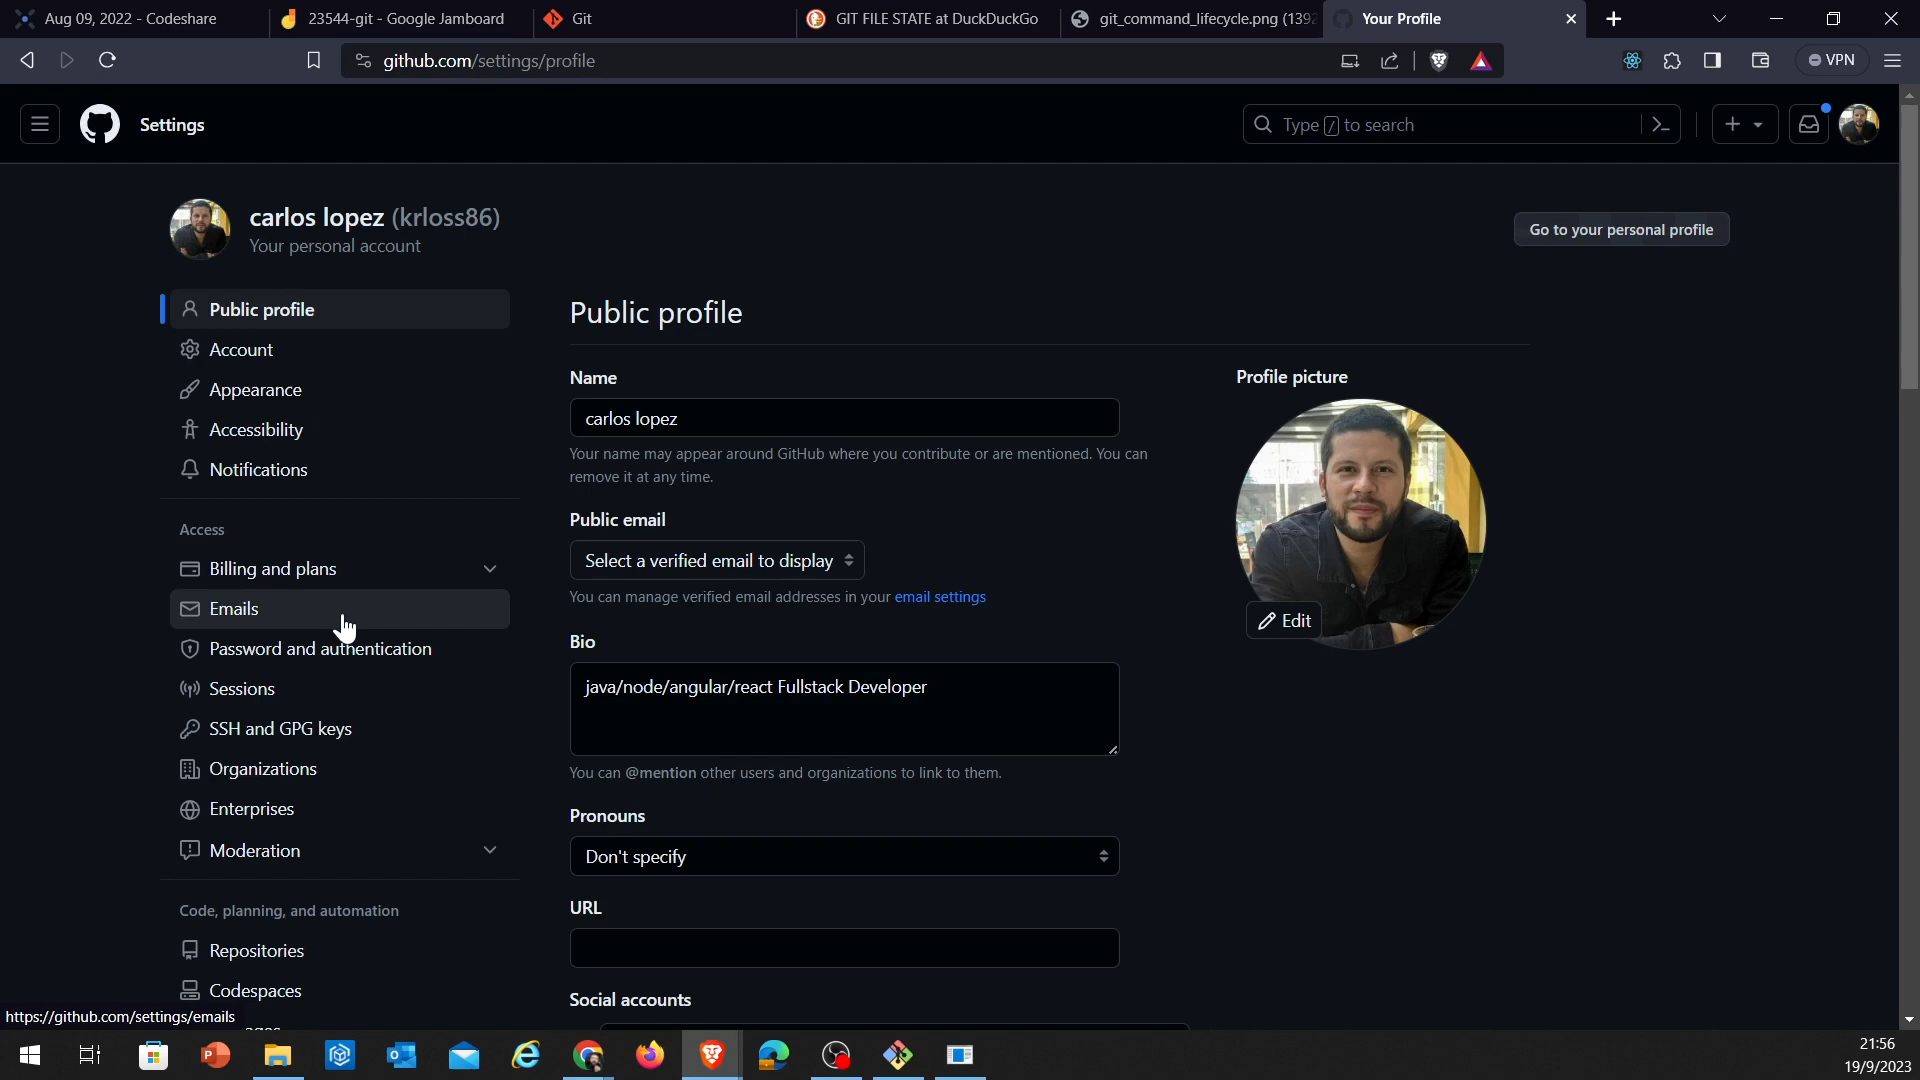 Aug 09, 2022 - Codeshare
23544-git - Google Jamboard
Git
GIT FILE STATE at DuckDuckGo
git_command_lifecycle.png (1392
Your Profile
github.com/settings/profile
VPN
Settings
Type / to search
carlos lopez (krloss86)
Your personal account
Go to your personal profile
Public profile
Account
Appearance
Accessibility
Notifications
Access
Billing and plans
Emails
Password and authentication
Sessions
SSH and GPG keys
Organizations
Enterprises
Moderation
Code, planning, and automation
Repositories
Codespaces
Public profile
Name
carlos lopez
Your name may appear around GitHub where you contribute or are mentioned. You can
remove it at any time.
Public email
Select a verified email to display
You can manage verified email addresses in your email settings
Bio
java/node/angular/react Fullstack Developer
You can @mention other users and organizations to link to them.
Pronouns
Don't specify
URL
Social accounts
Profile picture
Edit
https://github.com/settings/emails
21:56
19/9/2023